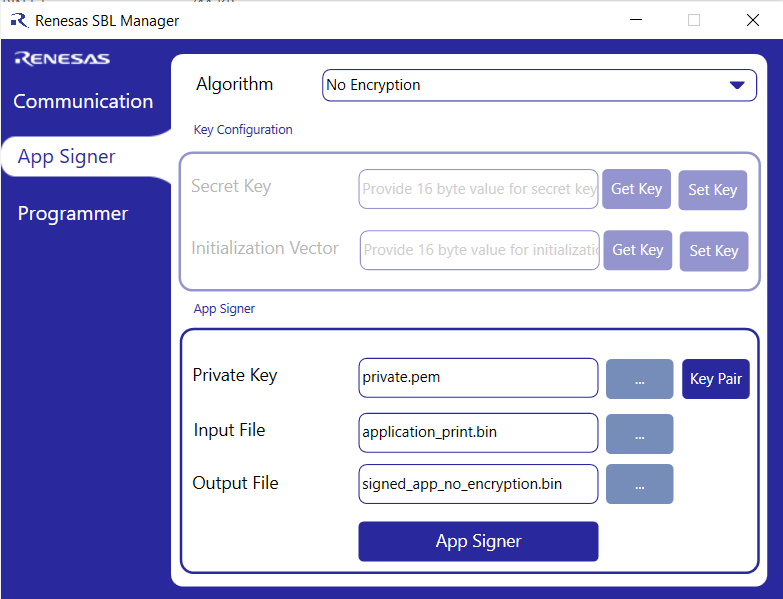 Renesas SBL Manager
RENESAS
Communication
App Signer
Programmer
Algorithm
No Encryption
Key Configuration
Secret Key
Provide 16 byte value for secret key
Get Key
Set Key
Initialization Vector
Provide 16 byte value for initializatio
Get Key
Set Key
App Signer
Private Key
private.pem
...
Key Pair
Input File
application_print.bin
...
Output File
signed_app_no_encryption.bin
...
App Signer